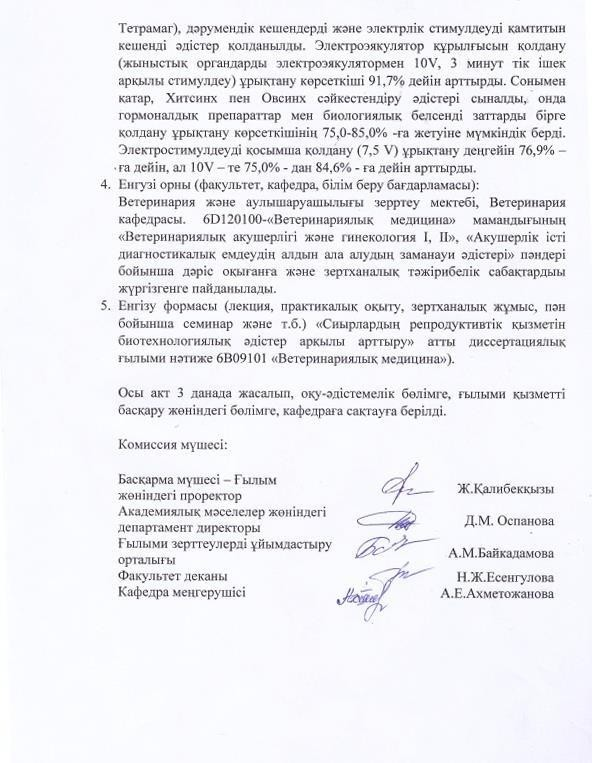 Тетрамаг), дәрумендік кешендерді және электрлік стимулдеуді қамтитын
кешенді әдістер қолданылды. Электроэякулятор құрылғысын қолдану
(жыныстық органдарды электроэякулятормен 10V, 3 минут тік ішек
арқылы стимулдеу) ұрықтану көрсеткіші 91,7% дейін арттырды. Сонымен
қатар, Хитсинх пен Овсинх сәйкестендіру әдістері сыналды, онда
гормоналдык препараттар мен биологиялық белсенді заттарды бірге
қолдану ұрықтану көрсеткішінің 75,0-85,0% -ға жетуіне мүмкіндік берді.
Электростимулдеуді қосымша қолдану (7,5 V) ұрықтану деңгейін 76,9% –
ға дейін, ал 10V – те 75,0% - дан 84,6% - ға дейін арттырды.
4. Енгузі орны (факультет, кафедра, білім беру бағдарламасы):
Ветеринария және аулышаруашылығы зерртеу мектебі, Ветеринария
кафедрасы. 6D120100-«Ветеринариялық медицина» мамандығының
«Ветеринариялық акушерлігі және гинекология I, II», «Акушерлік істі
диагностикалық емдеудің алдын ала алудың заманауи әдістері» пәндері
бойынша дәріс оқығанға және зертханалық тәжірибелік сабақтардыы
жүргізгенге пайданылады.
5. Енгізу формасы (лекция, практикалық оқыту, зертханалық жұмыс, пән
бойынша семинар және т.б.) «Сиырлардың репродуктивтік қызметін
биотехнологиялық әдістер арқылы арттыру» атты диссертациялық
ғылыми нәтиже 6В09101 «Ветеринариялық медицина»).
Осы акт 3 данада жасалып, оқу-әдістемелік бөлімге, ғылыми қызметті
басқару жөніндегі бөлімге, кафедраға сақтауға берілді.
Комиссия мүшесі:
Басқарма мүшесі – Ғылым
жөніндегі проректор Ж.Қалибекқызы
Академиялық мәселелер жөніндегі
департамент директоры Д.М. Оспанова
Ғылыми зерттеулерді ұйымдастыру
орталығы А.М.Байкадамова
Факультет деканы Н.Ж.Есенгулова
Кафедра меңгерушісі А.Е.Ахметожанова